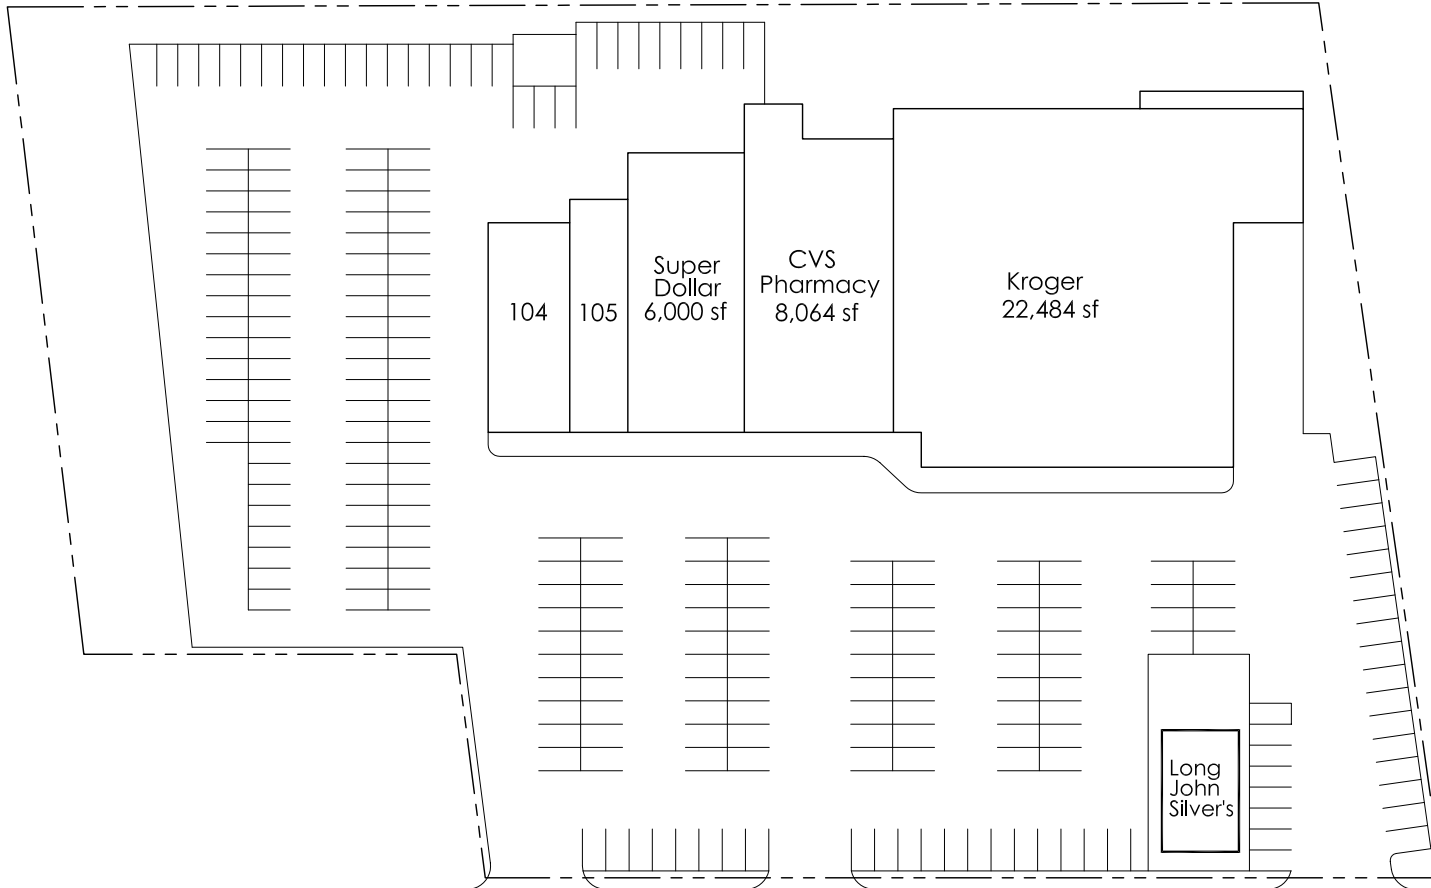 104
105
Super
Dollar
6,000 sf
CVS
Pharmacy
8,064 sf
Kroger
22,484 sf
Long
John
Silver's